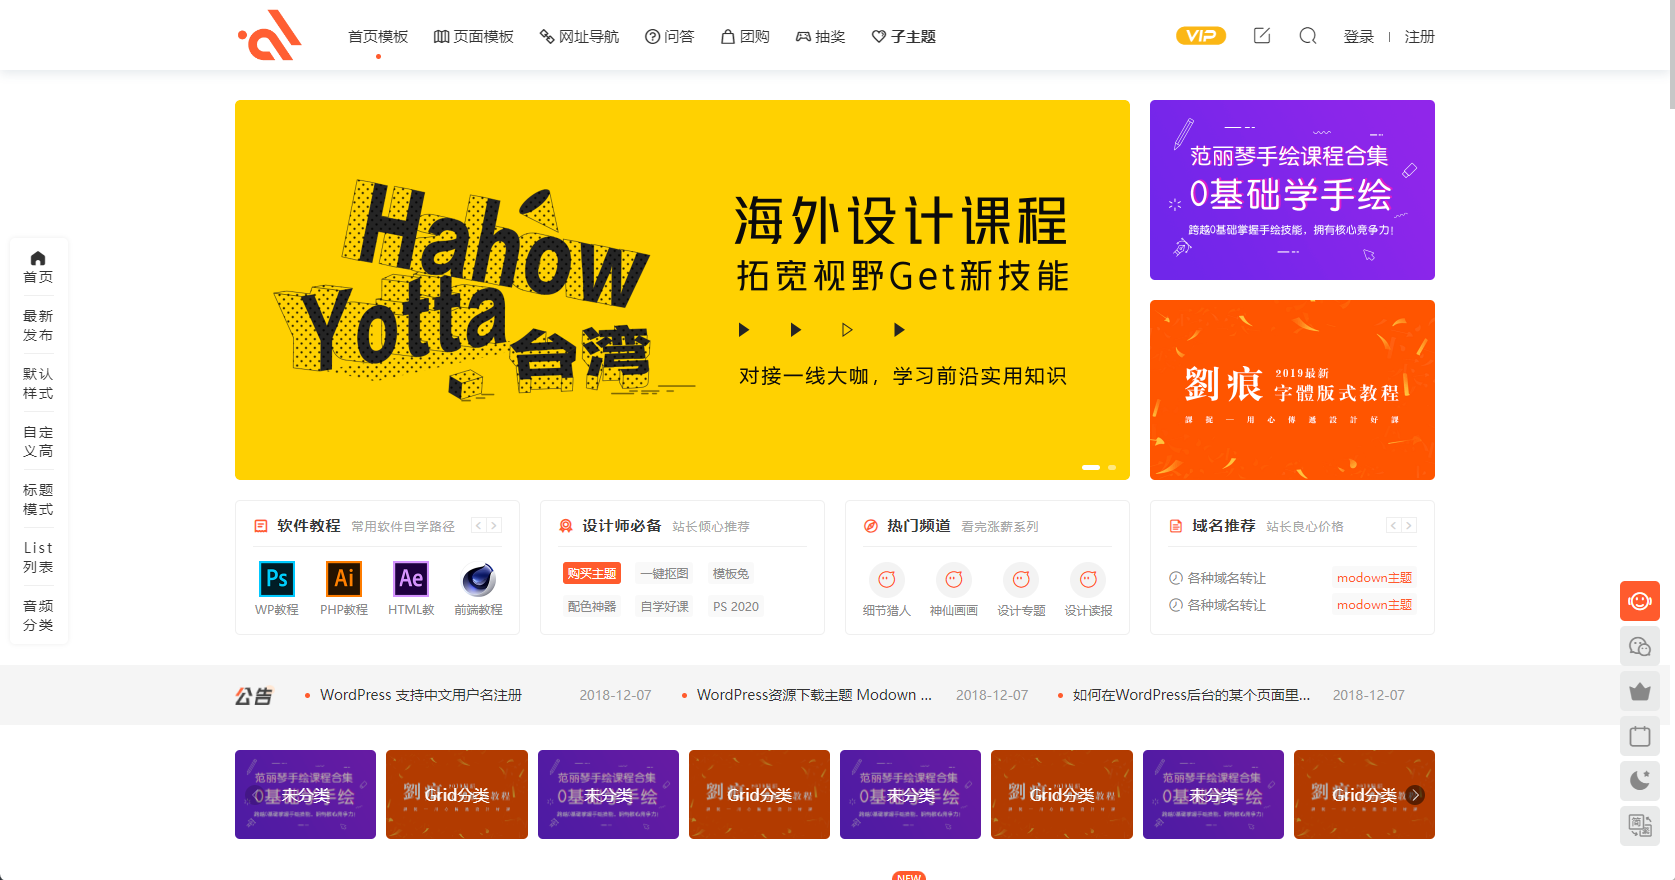 首页模板 页面模板 网址导航 问答 团购 抽奖 子主题 VIP 登录 注册
首页
最新
发布
默认
样式
自定
义高
标题
模式
List
列表
音频
分类
Hahow
Yotta
台湾
海外设计课程
拓宽视野Get新技能
对接一线大咖，学习前沿实用知识
范丽琴手绘课程合集
0基础学手绘
跨越0基础掌握手绘技能，拥有核心竞争力！
劉痕 2019最新
字體版式教程
課挺一用心傳遞設計好課
软件教程 常用软件自学路径
Ps Ai Ae
WP教程 PHP教程 HTML教 前端教程
设计师必备 站长倾心推荐
购买主题 一键抠图 模板兔
配色神器 自学好课 PS 2020
热门频道 看完涨薪系列
细节猎人 神仙画画 设计专题 设计读报
域名推荐 站长良心价格
各种域名转让 modown主题
各种域名转让 modown主题
公告 WordPress 支持中文用户名注册 2018-12-07 WordPress资源下载主题 Modown ... 2018-12-07 如何在WordPress后台的某个页面里... 2018-12-07
未分类 Grid分类 未分类 Grid分类 未分类 Grid分类 未分类 Grid分类
简
繁
NEW